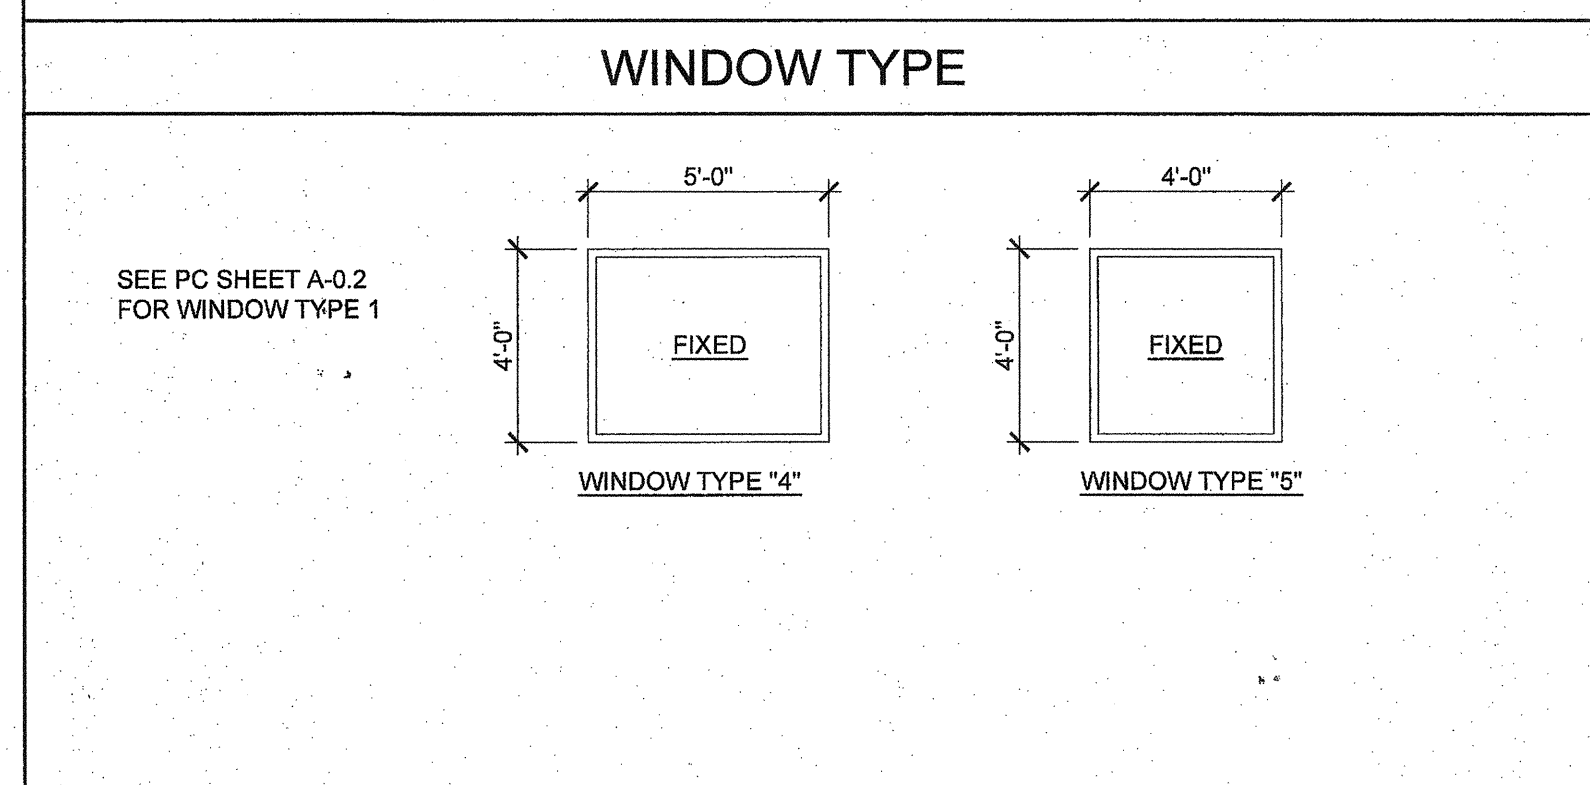 WINDOW TYPE
SEE PC SHEET A-0.2
FOR WINDOW TYPE 1
5'-0"
4'-0"
FIXED
WINDOW TYPE "4"
4'-0"
4'-0"
FIXED
WINDOW TYPE "5"